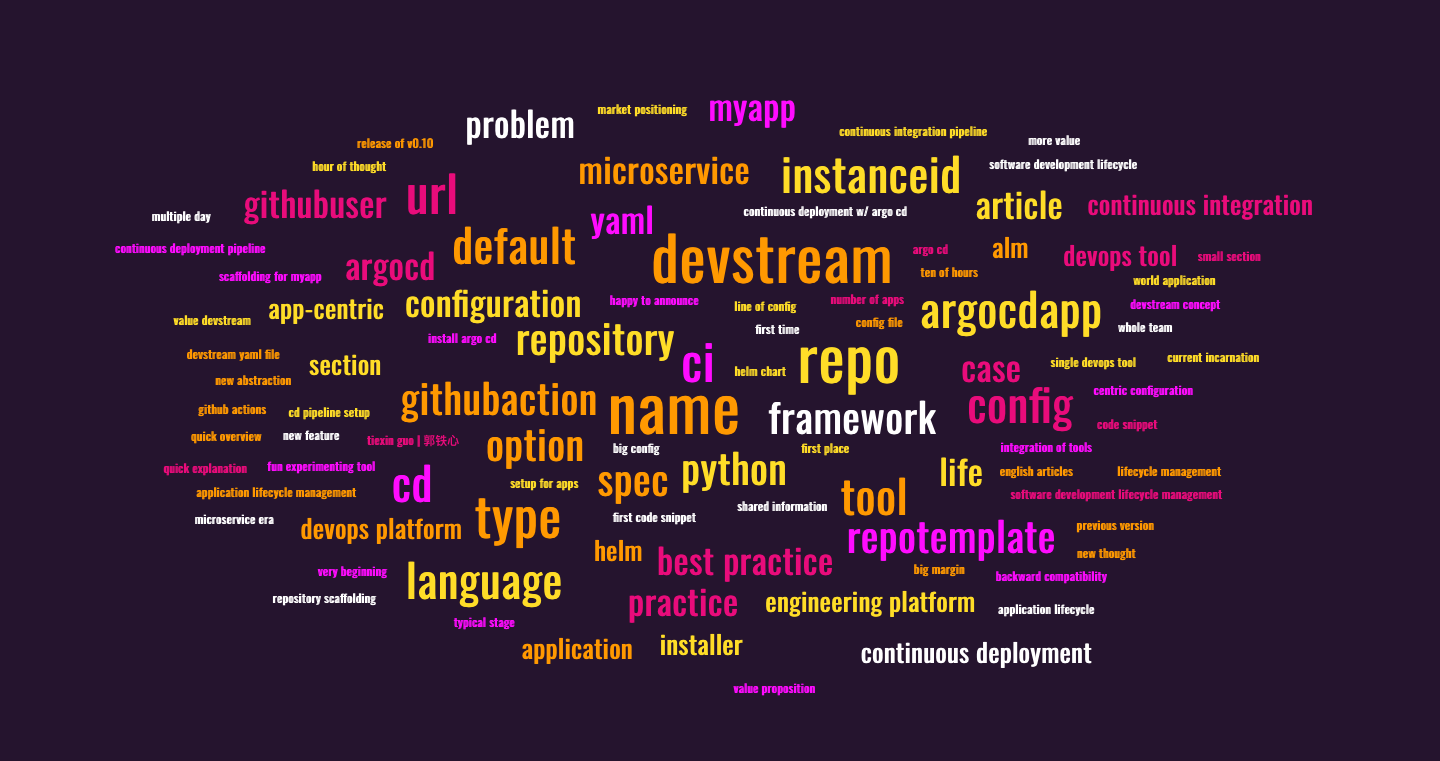 market positioning
myapp
problem
continuous integration pipeline
release of v0.10
more value
hour of thought
microservice
instanceid
software development lifecycle
url
githubuser
article
continuous integration
multiple day
yaml
continuous deployment w/ argo cd
continuous deployment pipeline
default
devstream
argo cd
alm
devops tool
small section
scaffolding for myapp
argocd
ten of hours
world application
app-centric
configuration
happy to announce
line of config
number of apps
argocdapp
devstream concept
value devstream
config file
first time
whole team
install argo cd
repository
devstream yaml file
section
ci
helm chart
repo
case
single devops tool
current incarnation
new abstraction
centric configuration
githubaction
name
framework
config
github actions
cd pipeline setup
code snippet
quick overview
new feature
tiexin guo | 郭铁心
option
big config
first place
integration of tools
quick explanation
fun experimenting tool
cd
setup for apps
spec
python
life
english articles
lifecycle management
application lifecycle management
tool
software development lifecycle management
microservice era
type
first code snippet
shared information
devops platform
repotemplate
previous version
helm
best practice
new thought
very beginning
language
big margin
backward compatibility
repository scaffolding
practice
engineering platform
application lifecycle
typical stage
application
installer
continuous deployment
value proposition